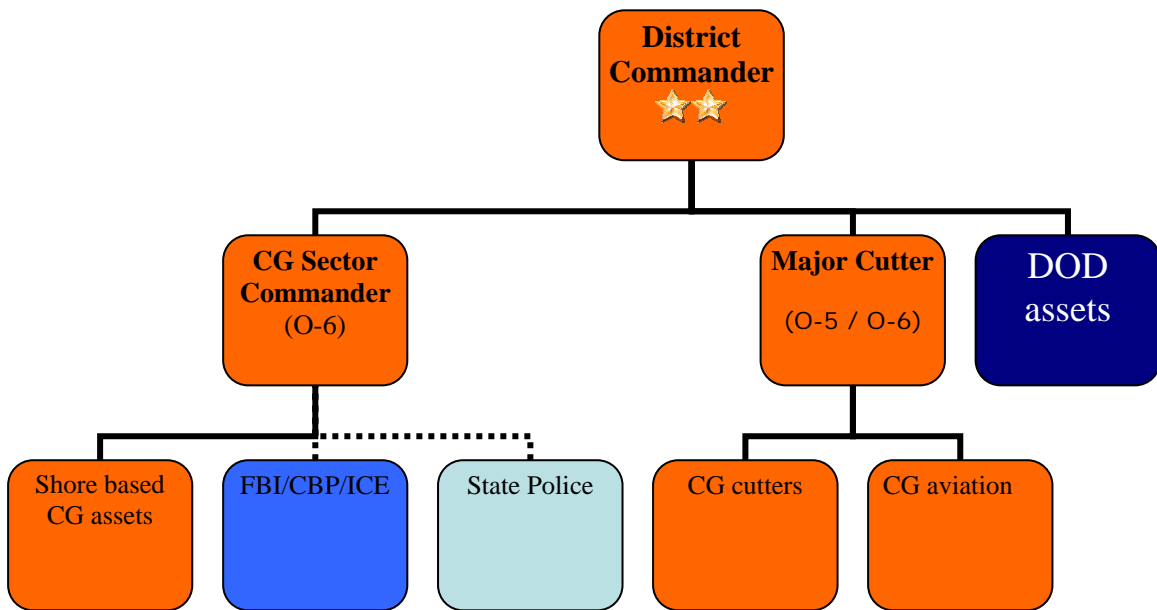 District
Commander
CG Sector
Commander
(O-6)
Major Cutter
(O-5 / O-6)
DOD
assets
Shore based
CG assets
FBI/CBP/ICE
State Police
CG cutters
CG aviation